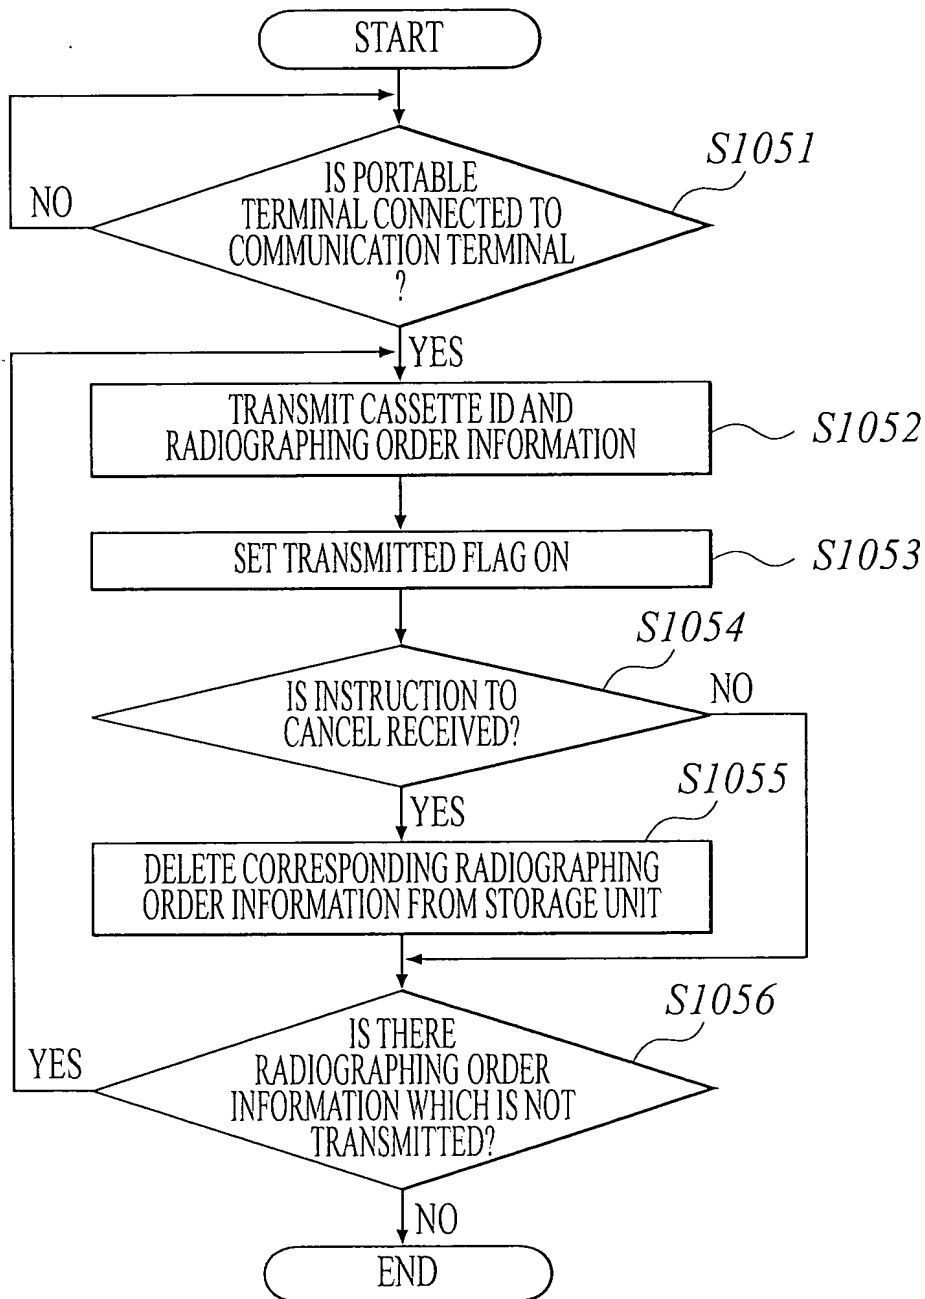 START
S1051
IS PORTABLE
TERMINAL CONNECTED TO
COMMUNICATION TERMINAL
?
NO
YES
TRANSMIT CASSETTE ID AND
RADIOGRAPHING ORDER INFORMATION
S1052
SET TRANSMITTED FLAG ON
S1053
S1054
IS INSTRUCTION TO
CANCEL RECEIVED?
NO
YES
S1055
DELETE CORRESPONDING RADIOGRAPHING
ORDER INFORMATION FROM STORAGE UNIT
S1056
IS THERE
RADIOGRAPHING ORDER
INFORMATION WHICH IS NOT
TRANSMITTED?
YES
NO
END